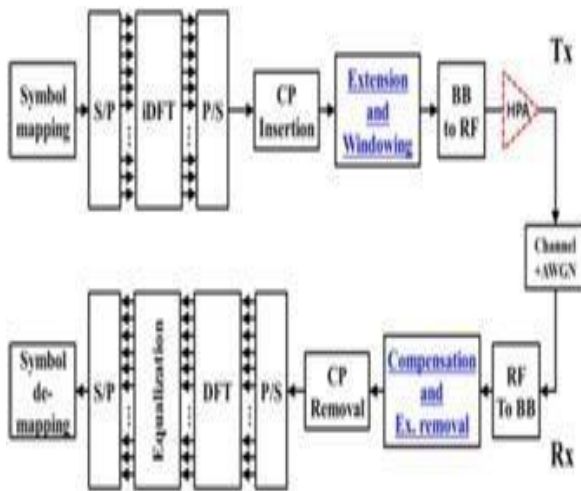 Tx
Symbol
mapping
S/P
iDFT
P/S
CP
Insertion
Extension
and
Windowing
BB
to RF
HPA
Channel
+AWGN
Symbol
de-
mapping
S/P
Equalization
DFT
P/S
CP
Removal
Compensation
and
Ex. removal
RF
To BB
Rx